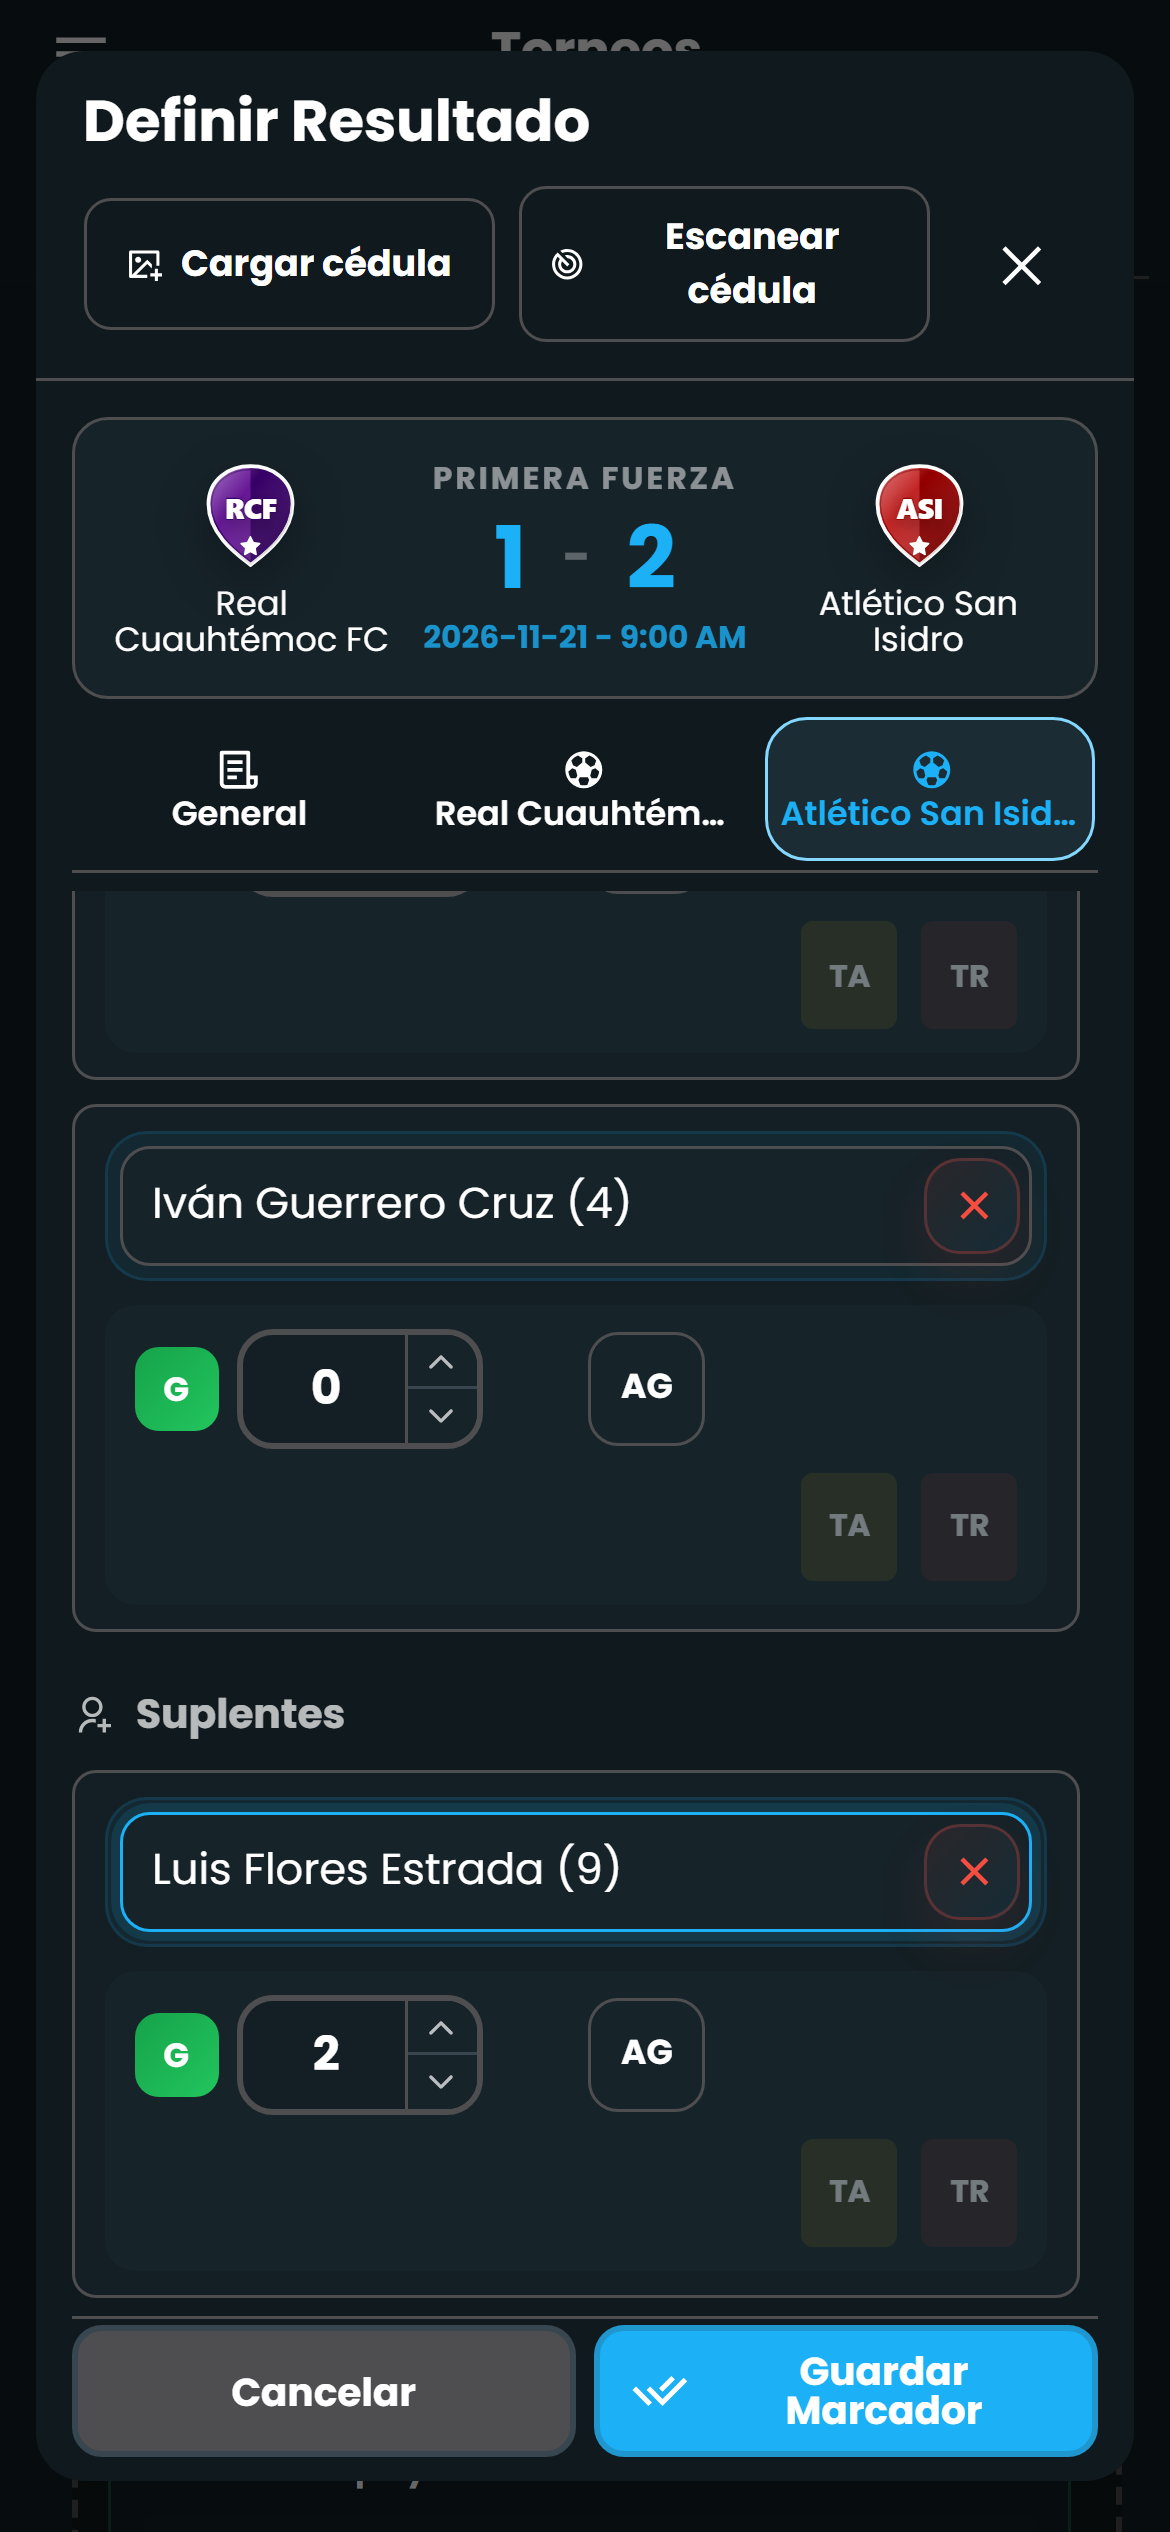 Torneos
Definir Resultado
Cargar cédula
Escanear
cédula
RCF
PRIMERA FUERZA
ASI
1 - 2
Real
Cuauhtémoc FC
2026-11-21 - 9:00 AM
Atlético San
Isidro
General
Real Cuauhtém...
Atlético San Isid...
TA
TR
Iván Guerrero Cruz (4)
G
0
AG
TA
TR
Suplentes
Luis Flores Estrada (9)
G
2
AG
TA
TR
Cancelar
Guardar
Marcador